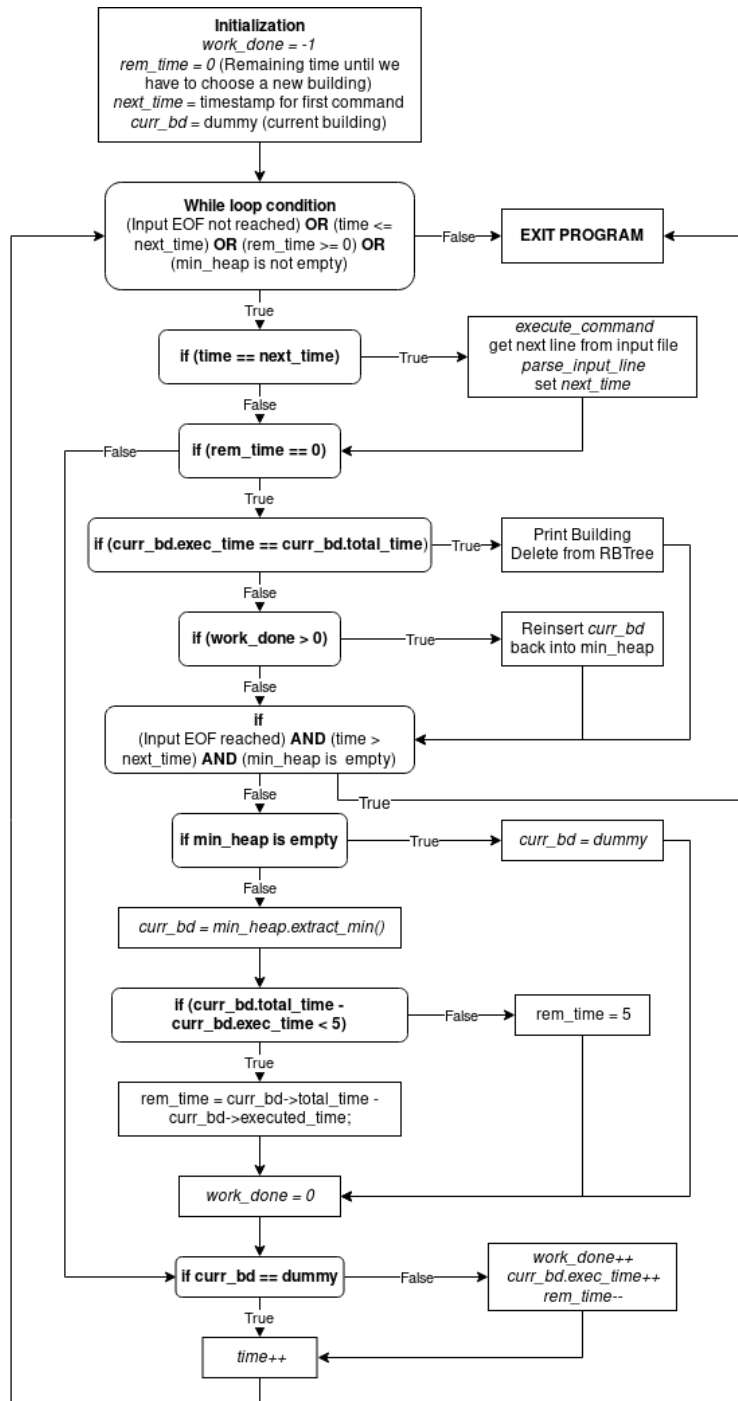 Initialization
work_done = -1
rem_time = 0 (Remaining time until we
have to choose a new building)
next_time = timestamp for first command
curr_bd = dummy (current building)
While loop condition
(Input EOF not reached) OR (time <=
next_time) OR (rem_time >= 0) OR
(min_heap is not empty)
False
EXIT PROGRAM
True
if (time == next_time)
True
execute_command
get next line from input file
parse_input_line
set next_time
False
False
if (rem_time == 0)
True
if (curr_bd.exec_time == curr_bd.total_time)
True
Print Building
Delete from RBTree
False
if (work_done > 0)
True
Reinsert curr_bd
back into min_heap
False
if
(Input EOF reached) AND (time >
next_time) AND (min_heap is empty)
False
True
if min_heap is empty
True
curr_bd = dummy
False
curr_bd = min_heap.extract_min()
if (curr_bd.total_time -
curr_bd.exec_time < 5)
False
rem_time = 5
True
rem_time = curr_bd->total_time -
curr_bd->executed_time;
work_done = 0
if curr_bd == dummy
False
work_done++
curr_bd.exec_time++
rem_time--
True
time++